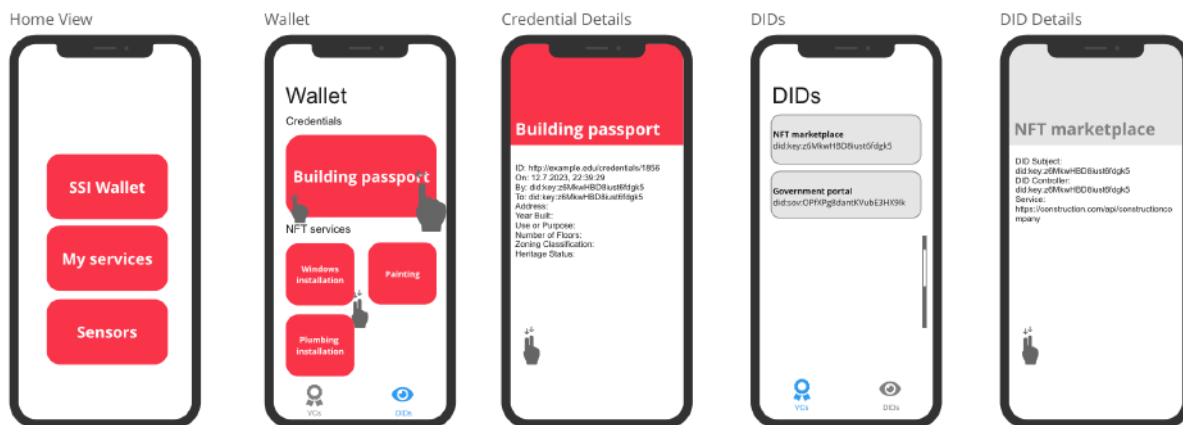 Home View
SSI Wallet
My services
Sensors
Wallet
Wallet
Credentials
Building passport
NFT services
Windows
installation
Painting
Plumbing
installation
VCs
DIDs
Credential Details
Building passport
ID: http://example.edu/credentials/1856
On: 12.7.2023, 22:39:29
By: did:key:z6MkwHBD8iust6fdgk5
To: did:key:z6MkwHBD8iust6fdgk5
Address:
Year Built:
Use or Purpose:
Number of Floors:
Zoning Classification:
Heritage Status:
DIDs
DIDs
NFT marketplace
did:key:z6MkwHBD8iust6fdgk5
Government portal
did:sov:OPfXPg8dantKVubE3HX9lk
VCs
DIDs
DID Details
NFT marketplace
DID Subject:
did:key:z6MkwHBD8iust6fdgk5
DID Controller:
did:key:z6MkwHBD8iust6fdgk5
Service:
https://construction.com/api/constructionco
mpany